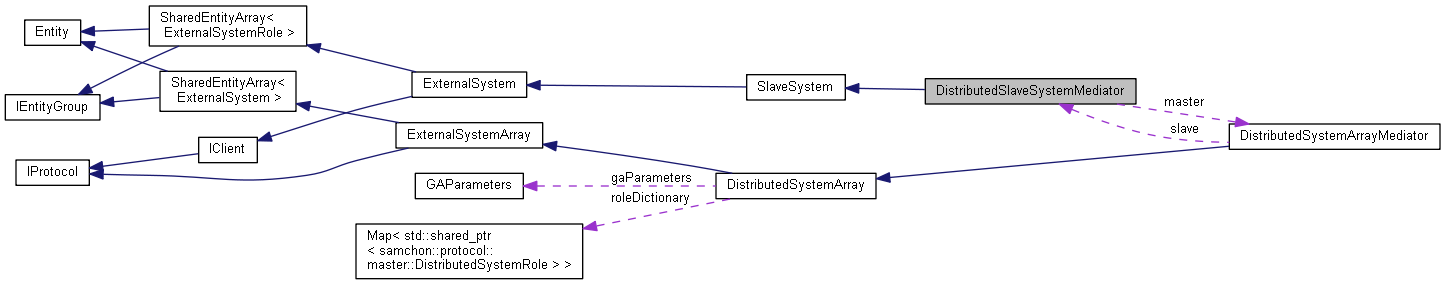 Entity
SharedEntityArray<
ExternalSystemRole >
SharedEntityArray<
ExternalSystem >
IEntityGroup
ExternalSystem
SlaveSystem
DistributedSlaveSystemMediator
master
slave
DistributedSystemArrayMediator
ExternalSystemArray
IClient
IProtocol
GAParameters
gaParameters
roleDictionary
DistributedSystemArray
Map< std::shared_ptr
< samchon::protocol::
master::DistributedSystemRole > >